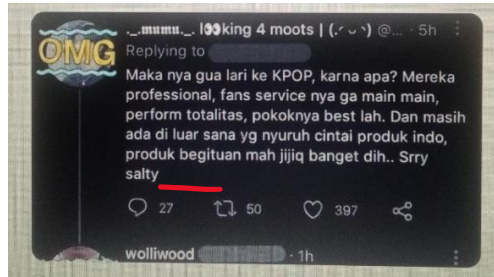 OMG
._.mumu._. l👀king 4 moots | (.◜ ᴗ ◝) @... · 5h
Replying to
Maka nya gua lari ke KPOP, karna apa? Mereka
professional, fans service nya ga main main,
perform totalitas, pokoknya best lah. Dan masih
ada di luar sana yg nyuruh cintai produk indo,
produk begituan mah jijiq banget dih.. Srry
salty
27 50 397
wolliwood · 1h